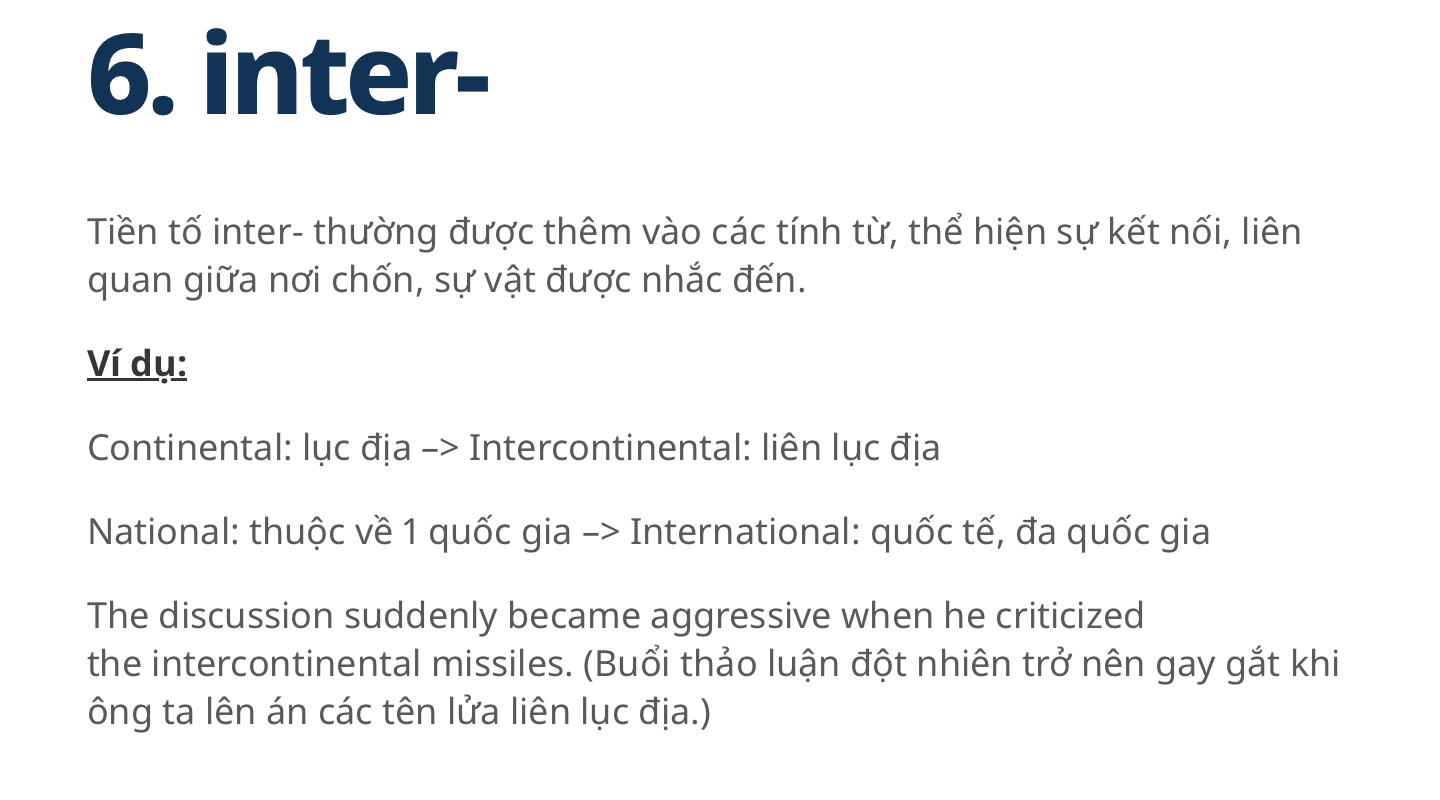 6. inter-
Tiền tố inter- thường được thêm vào các tính từ, thể hiện sự kết nối, liên
quan giữa nơi chốn, sự vật được nhắc đến.
Ví dụ:
Continental: lục địa –> Intercontinental: liên lục địa
National: thuộc về 1 quốc gia –> International: quốc tế, đa quốc gia
The discussion suddenly became aggressive when he criticized
the intercontinental missiles. (Buổi thảo luận đột nhiên trở nên gay gắt khi
ông ta lên án các tên lửa liên lục địa.)